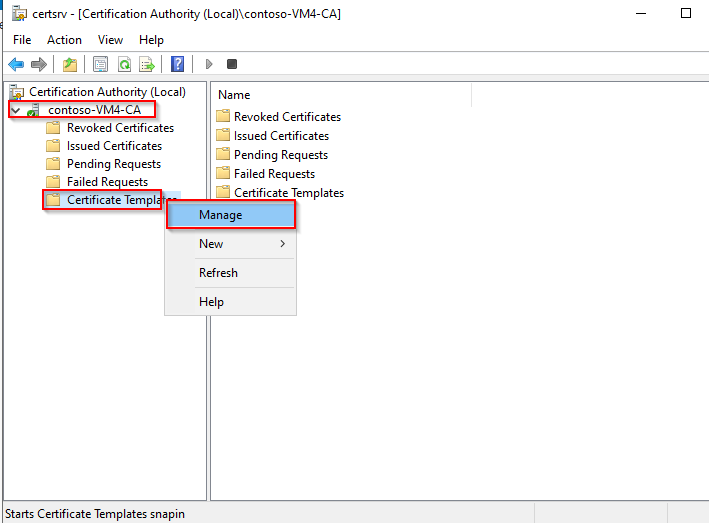 certsrv - [Certification Authority (Local)\contoso-VM4-CA]
File Action View Help
Certification Authority (Local)
contoso-VM4-CA
Revoked Certificates
Issued Certificates
Pending Requests
Failed Requests
Certificate Templates
Name
Revoked Certificates
Issued Certificates
Pending Requests
Failed Requests
Certificate Templates
Manage
New
Refresh
Help
Starts Certificate Templates snapin